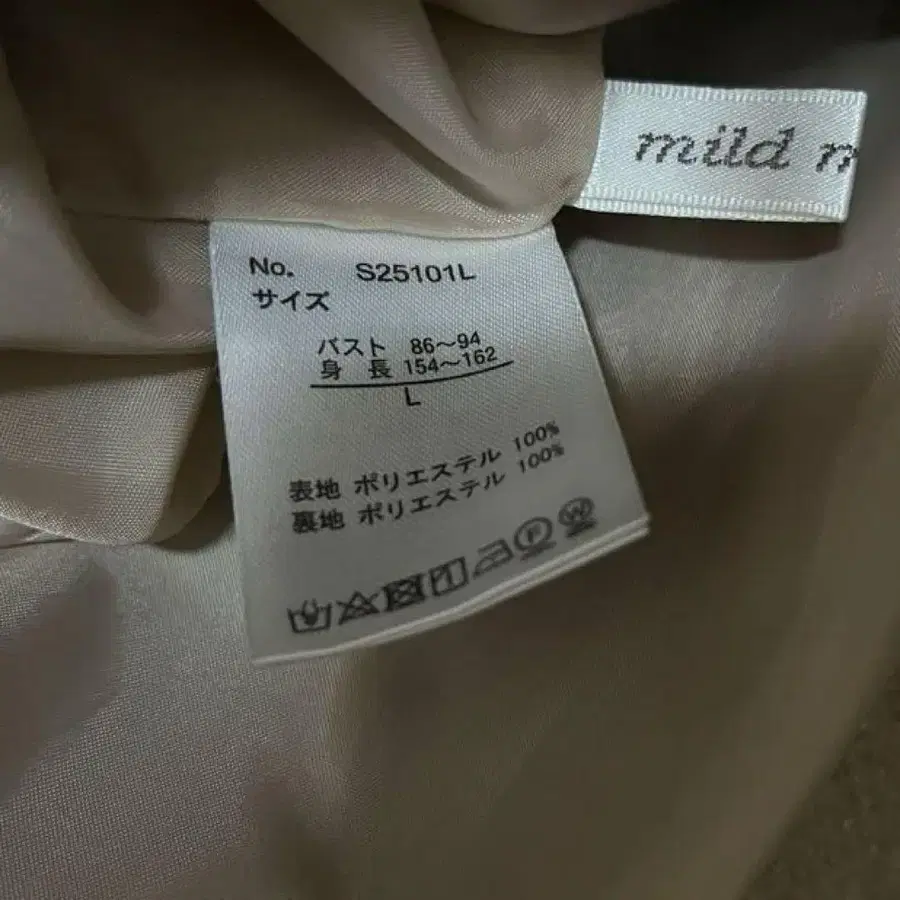 mild
No. S25101L
サイズ
バスト 86～94
身長 154～162
L
表地 ポリエステル 100%
裏地 ポリエステル 100%
F
W